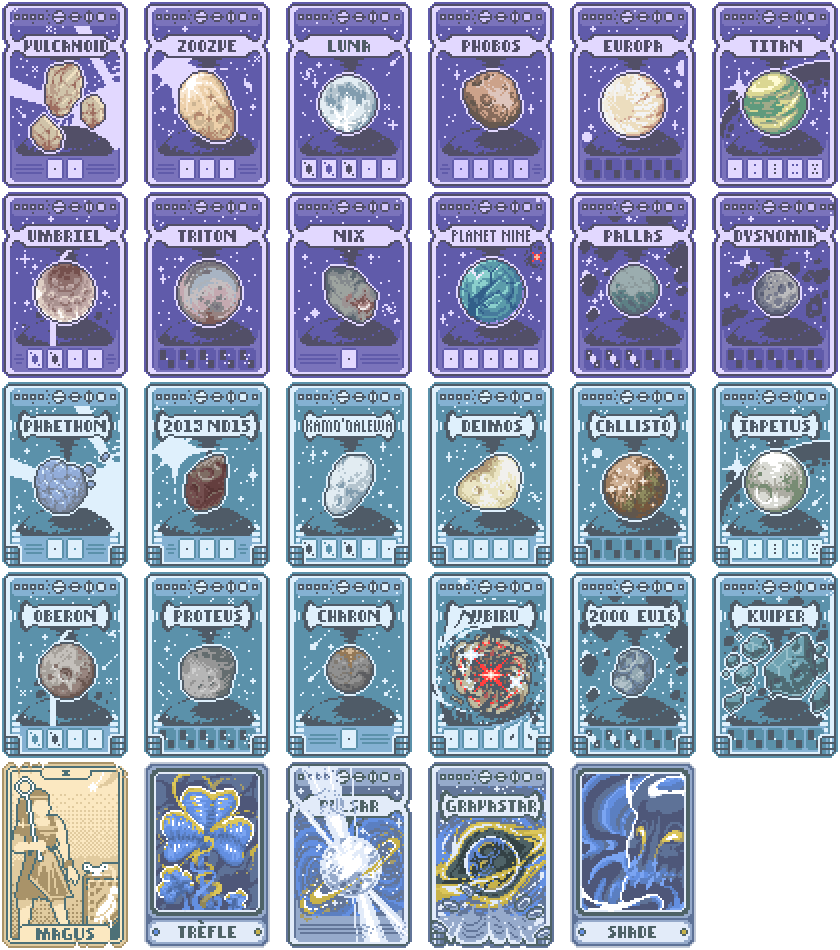 VULCANOID
ZOOZVE
LUNA
PHOBOS
EUROPA
TITAN
UMBRIEL
TRITON
NIX
PLANET NINE
PALLAS
DYSNOMIA
PHAETHON
2013 ND15
KAMO'OALEWA
DEIMOS
CALLISTO
IAPETUS
OBERON
PROTEUS
CHARON
NUBIRU
2000 EU16
KUIPER
MAGUS
TRÈFLE
PULSAR
GRAVASTAR
SHADE